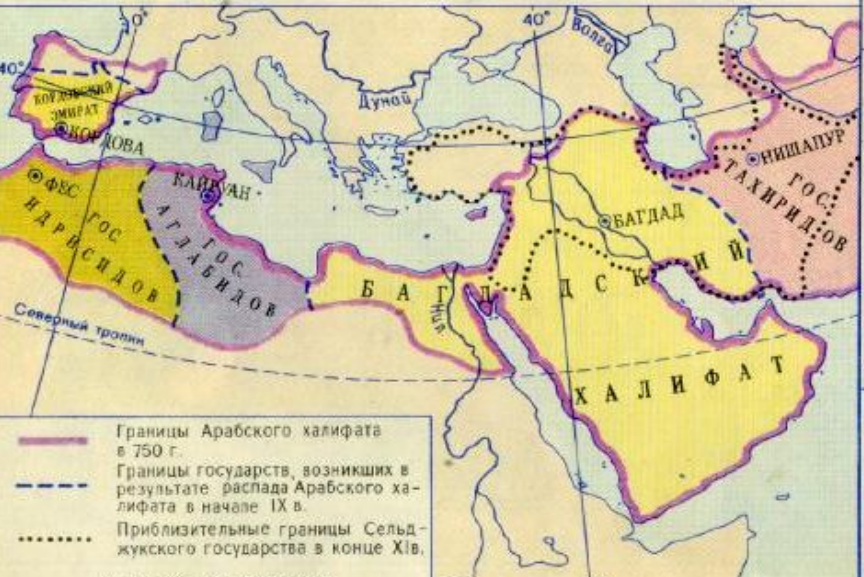 0°
40°
Волга
40°
Дунай
КОРДОВСКИЙ
ЭМИРАТ
КОРДОВА
ФЕС
ГОС.
ИДРИСИДОВ
КАЙРУАН
ГОС.
АГЛАБИДОВ
НИШАПУР
ГОС.
ТАХИРИДОВ
БАГДАД
БАГДАДСКИЙ
ХАЛИФАТ
Нил
Северный тропик
Границы Арабского халифата
в 750 г.
Границы государств, возникших в
результате распада Арабского ха-
лифата в начале IX в.
Приблизительные границы Сельд-
жукского государства в конце XIв.